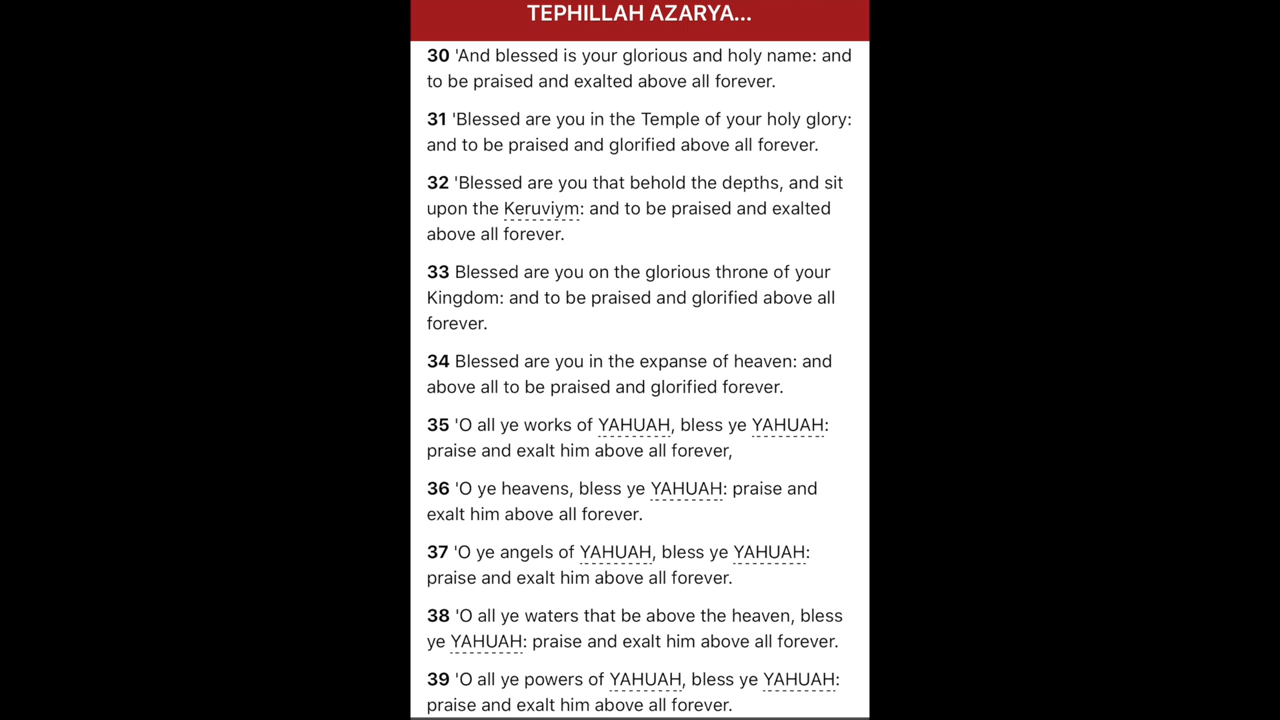 TEPHILLAH AZARYA...
30 'And blessed is your glorious and holy name: and
to be praised and exalted above all forever.
31 'Blessed are you in the Temple of your holy glory:
and to be praised and glorified above all forever.
32 'Blessed are you that behold the depths, and sit
upon the Keruviym: and to be praised and exalted
above all forever.
33 Blessed are you on the glorious throne of your
Kingdom: and to be praised and glorified above all
forever.
34 Blessed are you in the expanse of heaven: and
above all to be praised and glorified forever.
35 'O all ye works of YAHUAH, bless ye YAHUAH:
praise and exalt him above all forever,
36 'O ye heavens, bless ye YAHUAH: praise and
exalt him above all forever.
37 'O ye angels of YAHUAH, bless ye YAHUAH:
praise and exalt him above all forever.
38 'O all ye waters that be above the heaven, bless
ye YAHUAH: praise and exalt him above all forever.
39 'O all ye powers of YAHUAH, bless ye YAHUAH:
praise and exalt him above all forever.